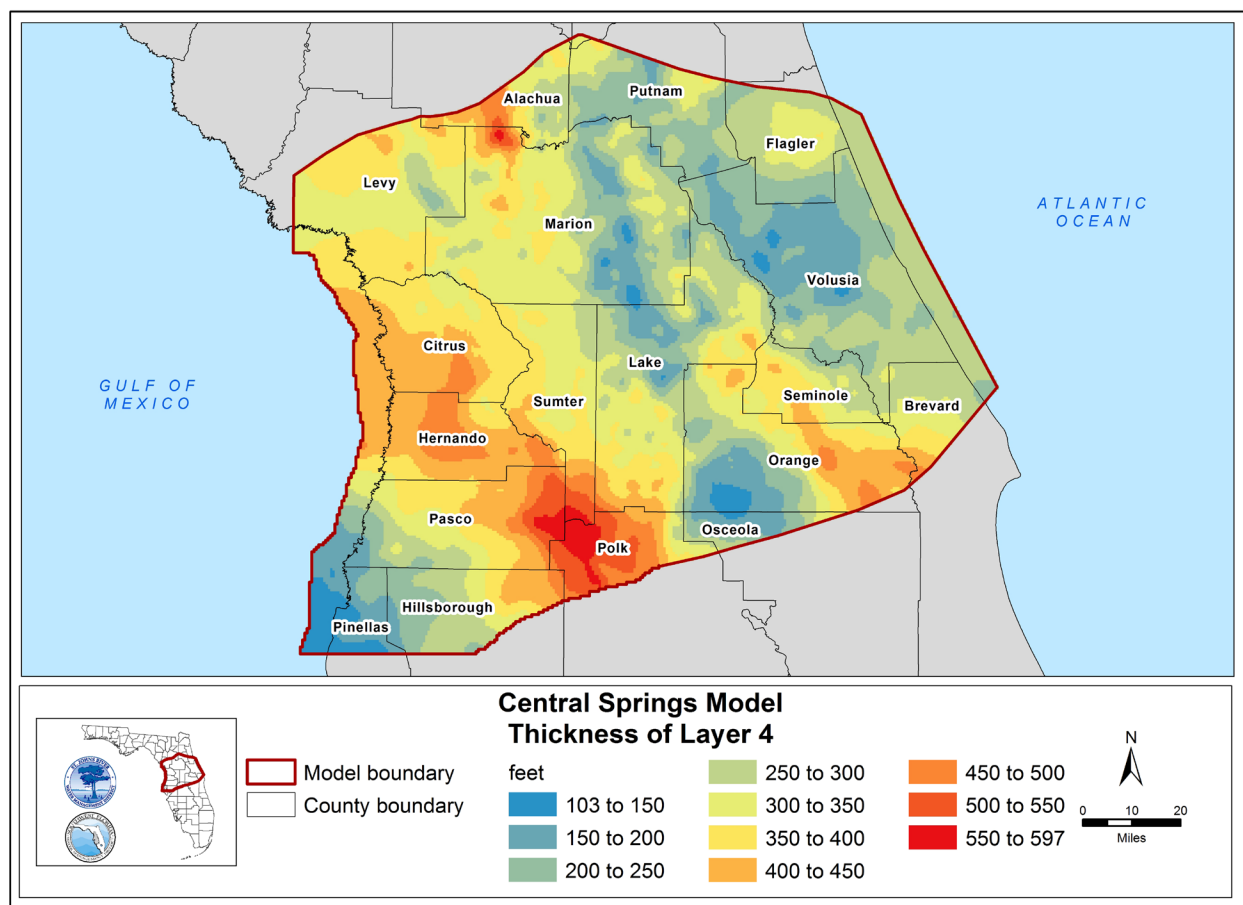 Alachua
Putnam
Flagler
Levy
Marion
ATLANTIC
OCEAN
Volusia
Citrus
Lake
GULF OF
MEXICO
Seminole
Sumter
Brevard
Hernando
Orange
Pasco
Osceola
Polk
Hillsborough
Pinellas
Central Springs Model
Thickness of Layer 4
Model boundary
County boundary
feet
103 to 150
150 to 200
200 to 250
250 to 300
300 to 350
350 to 400
400 to 450
450 to 500
500 to 550
550 to 597
N
0
10
20
Miles